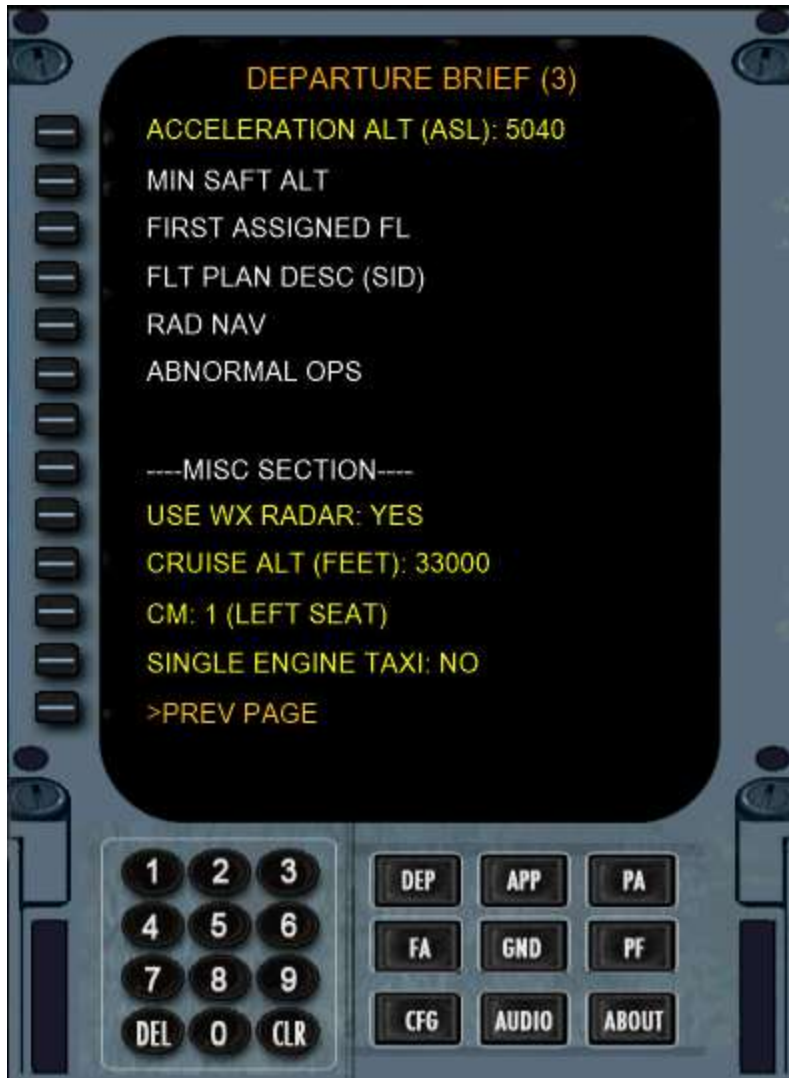 DEPARTURE BRIEF (3)
ACCELERATION ALT (ASL): 5040
MIN SAFT ALT
FIRST ASSIGNED FL
FLT PLAN DESC (SID)
RAD NAV
ABNORMAL OPS
----MISC SECTION----
USE WX RADAR: YES
CRUISE ALT (FEET): 33000
CM: 1 (LEFT SEAT)
SINGLE ENGINE TAXI: NO
>PREV PAGE
1 2 3 DEP APP PA
4 5 6 FA GND PF
7 8 9
DEL 0 CLR CFG AUDIO ABOUT